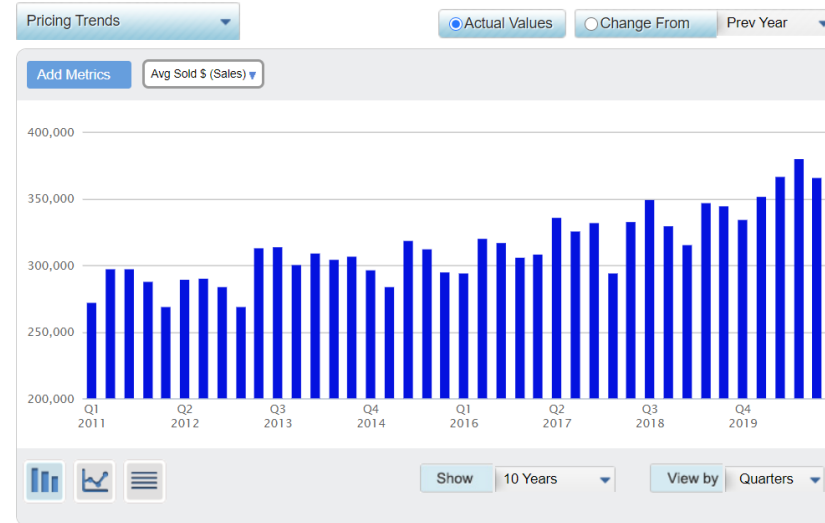 Pricing Trends
Actual Values
Change From
Prev Year
Add Metrics
Avg Sold $ (Sales)
400,000
350,000
300,000
250,000
200,000
Q1 Q2 Q3 Q4 Q1 Q2 Q3 Q4
2011 2012 2013 2014 2016 2017 2018 2019
Show
10 Years
View by
Quarters